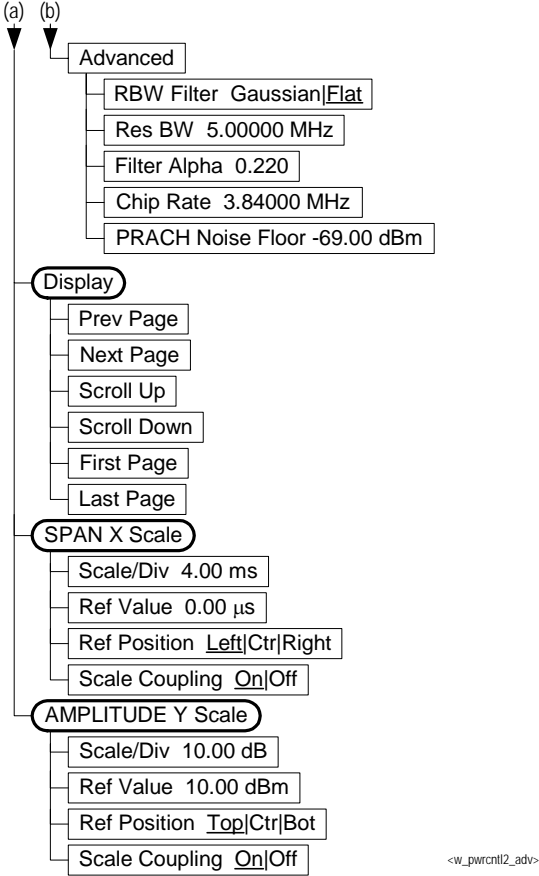 (a) (b)
Advanced
RBW Filter Gaussian|Flat
Res BW 5.00000 MHz
Filter Alpha 0.220
Chip Rate 3.84000 MHz
PRACH Noise Floor -69.00 dBm
Display
Prev Page
Next Page
Scroll Up
Scroll Down
First Page
Last Page
SPAN X Scale
Scale/Div 4.00 ms
Ref Value 0.00 μs
Ref Position Left|Ctr|Right
Scale Coupling On|Off
AMPLITUDE Y Scale
Scale/Div 10.00 dB
Ref Value 10.00 dBm
Ref Position Top|Ctr|Bot
Scale Coupling On|Off
<w_pwrcntl2_adv>